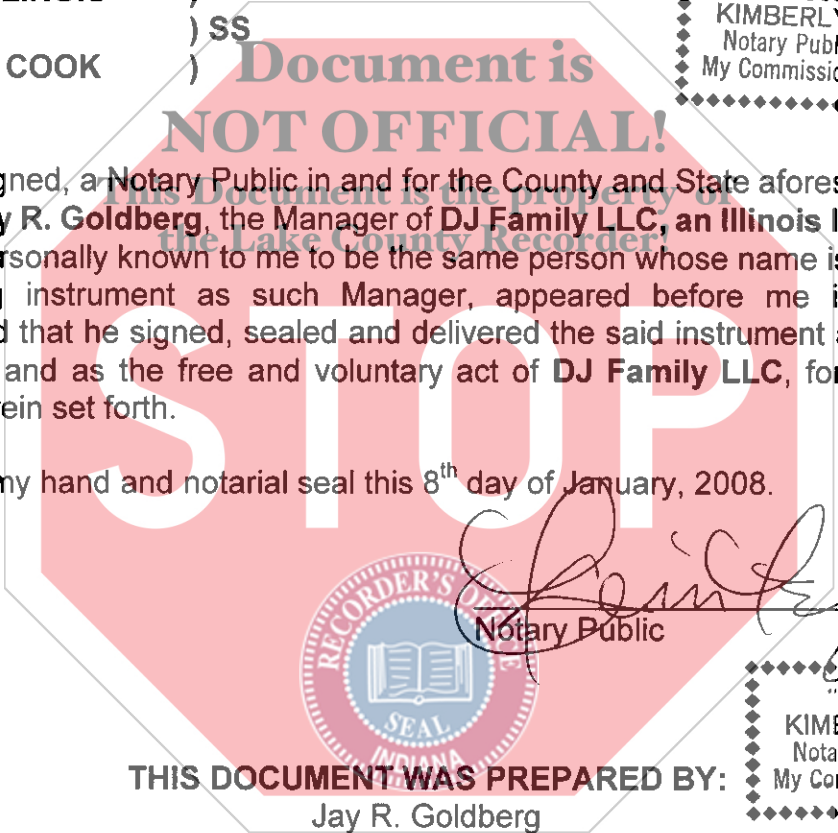 KIMBERLY
) SS
Notary Publ
COOK )
My Commissio
Document is
NOT OFFICIAL!
gned, a Notary Public in and for the County and State afores
This Document is the property of
y R. Goldberg, the Manager of DJ Family LLC, an Illinois
the Lake County Recorder!
rsonally known to me to be the same person whose name is
instrument as such Manager, appeared before me i
d that he signed, sealed and delivered the said instrument
and as the free and voluntary act of DJ Family LLC, for
ein set forth.
STOP
my hand and notarial seal this 8th day of January, 2008.
RECORDER'S OFFICE
Notary Public
SEAL
INDIANA
KIMBE
Nota
THIS DOCUMENT WAS PREPARED BY:
My Co
Jay R. Goldberg